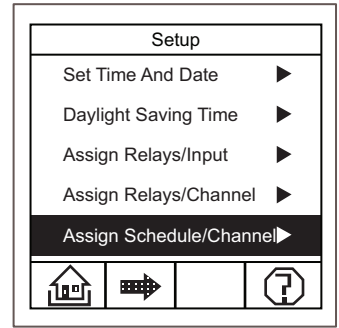 Setup
Set Time And Date
Daylight Saving Time
Assign Relays/Input
Assign Relays/Channel
Assign Schedule/Channel
?